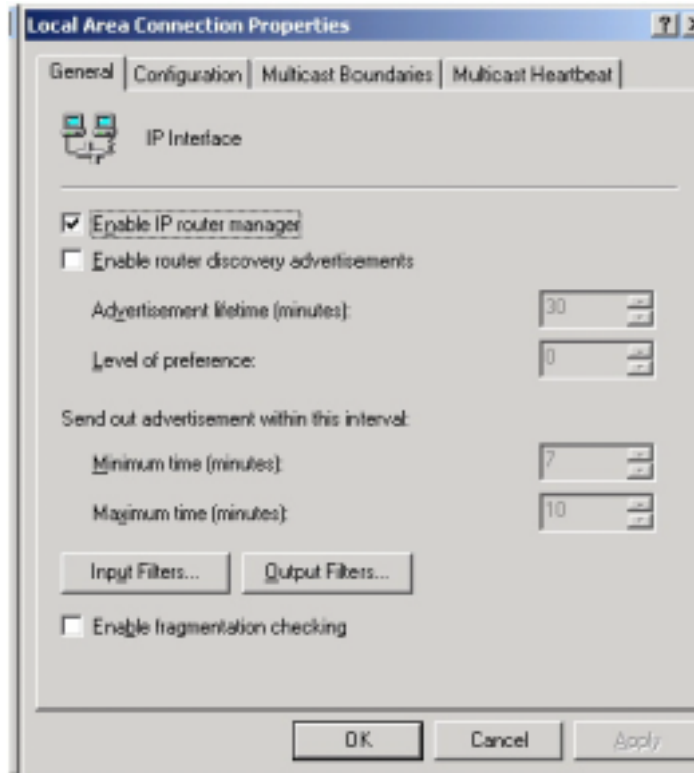 Local Area Connection Properties
General Configuration Multicast Boundaries Multicast Heartbeat
IP Interface
Enable IP router manager
Enable router discovery advertisements
Advertisement lifetime (minutes): 30
Level of preference: 0
Send out advertisement within this interval:
Minimum time (minutes): 7
Maximum time (minutes): 10
Input Filters... Output Filters...
Enable fragmentation checking
OK Cancel Apply